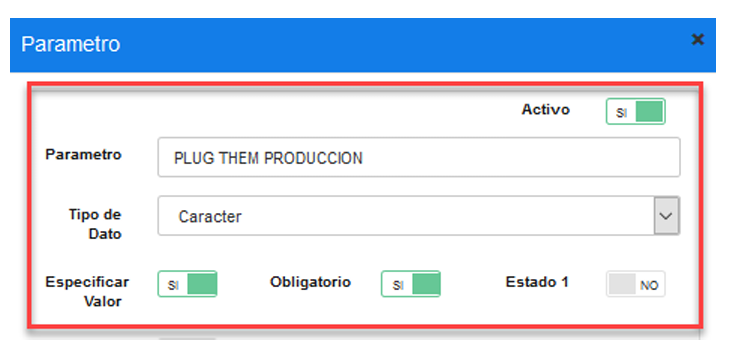 Parametro ×
Activo SI
Parametro PLUG THEM PRODUCCION
Tipo de Dato Caracter
Especificar Valor SI Obligatorio SI Estado 1 NO